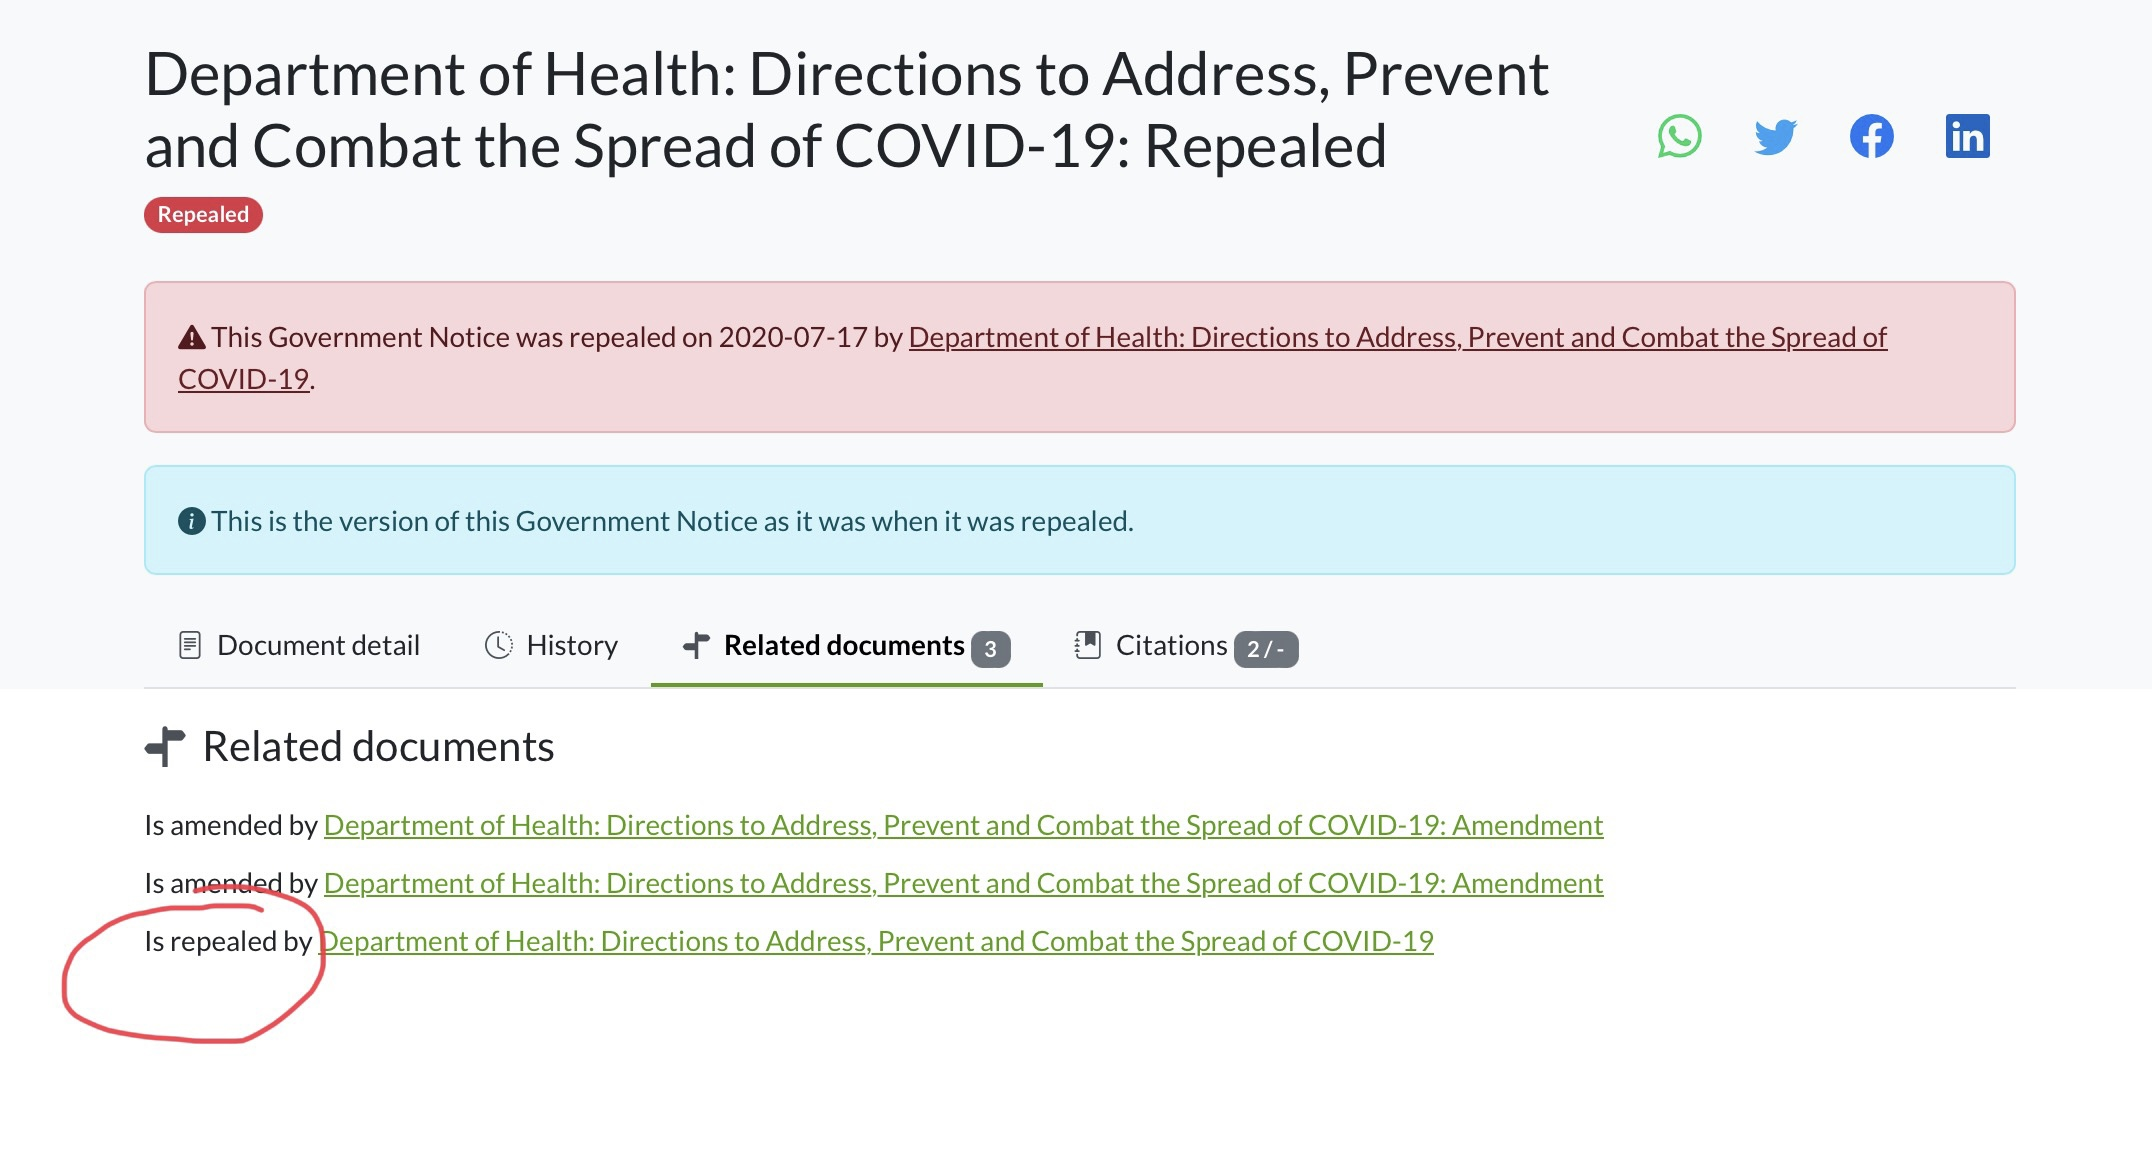 Department of Health: Directions to Address, Prevent
and Combat the Spread of COVID-19: Repealed
Repealed
This Government Notice was repealed on 2020-07-17 by Department of Health: Directions to Address, Prevent and Combat the Spread of
COVID-19.
This is the version of this Government Notice as it was when it was repealed.
Document detail History Related documents 3 Citations 2 / -
Related documents
Is amended by Department of Health: Directions to Address, Prevent and Combat the Spread of COVID-19: Amendment
Is amended by Department of Health: Directions to Address, Prevent and Combat the Spread of COVID-19: Amendment
Is repealed by Department of Health: Directions to Address, Prevent and Combat the Spread of COVID-19